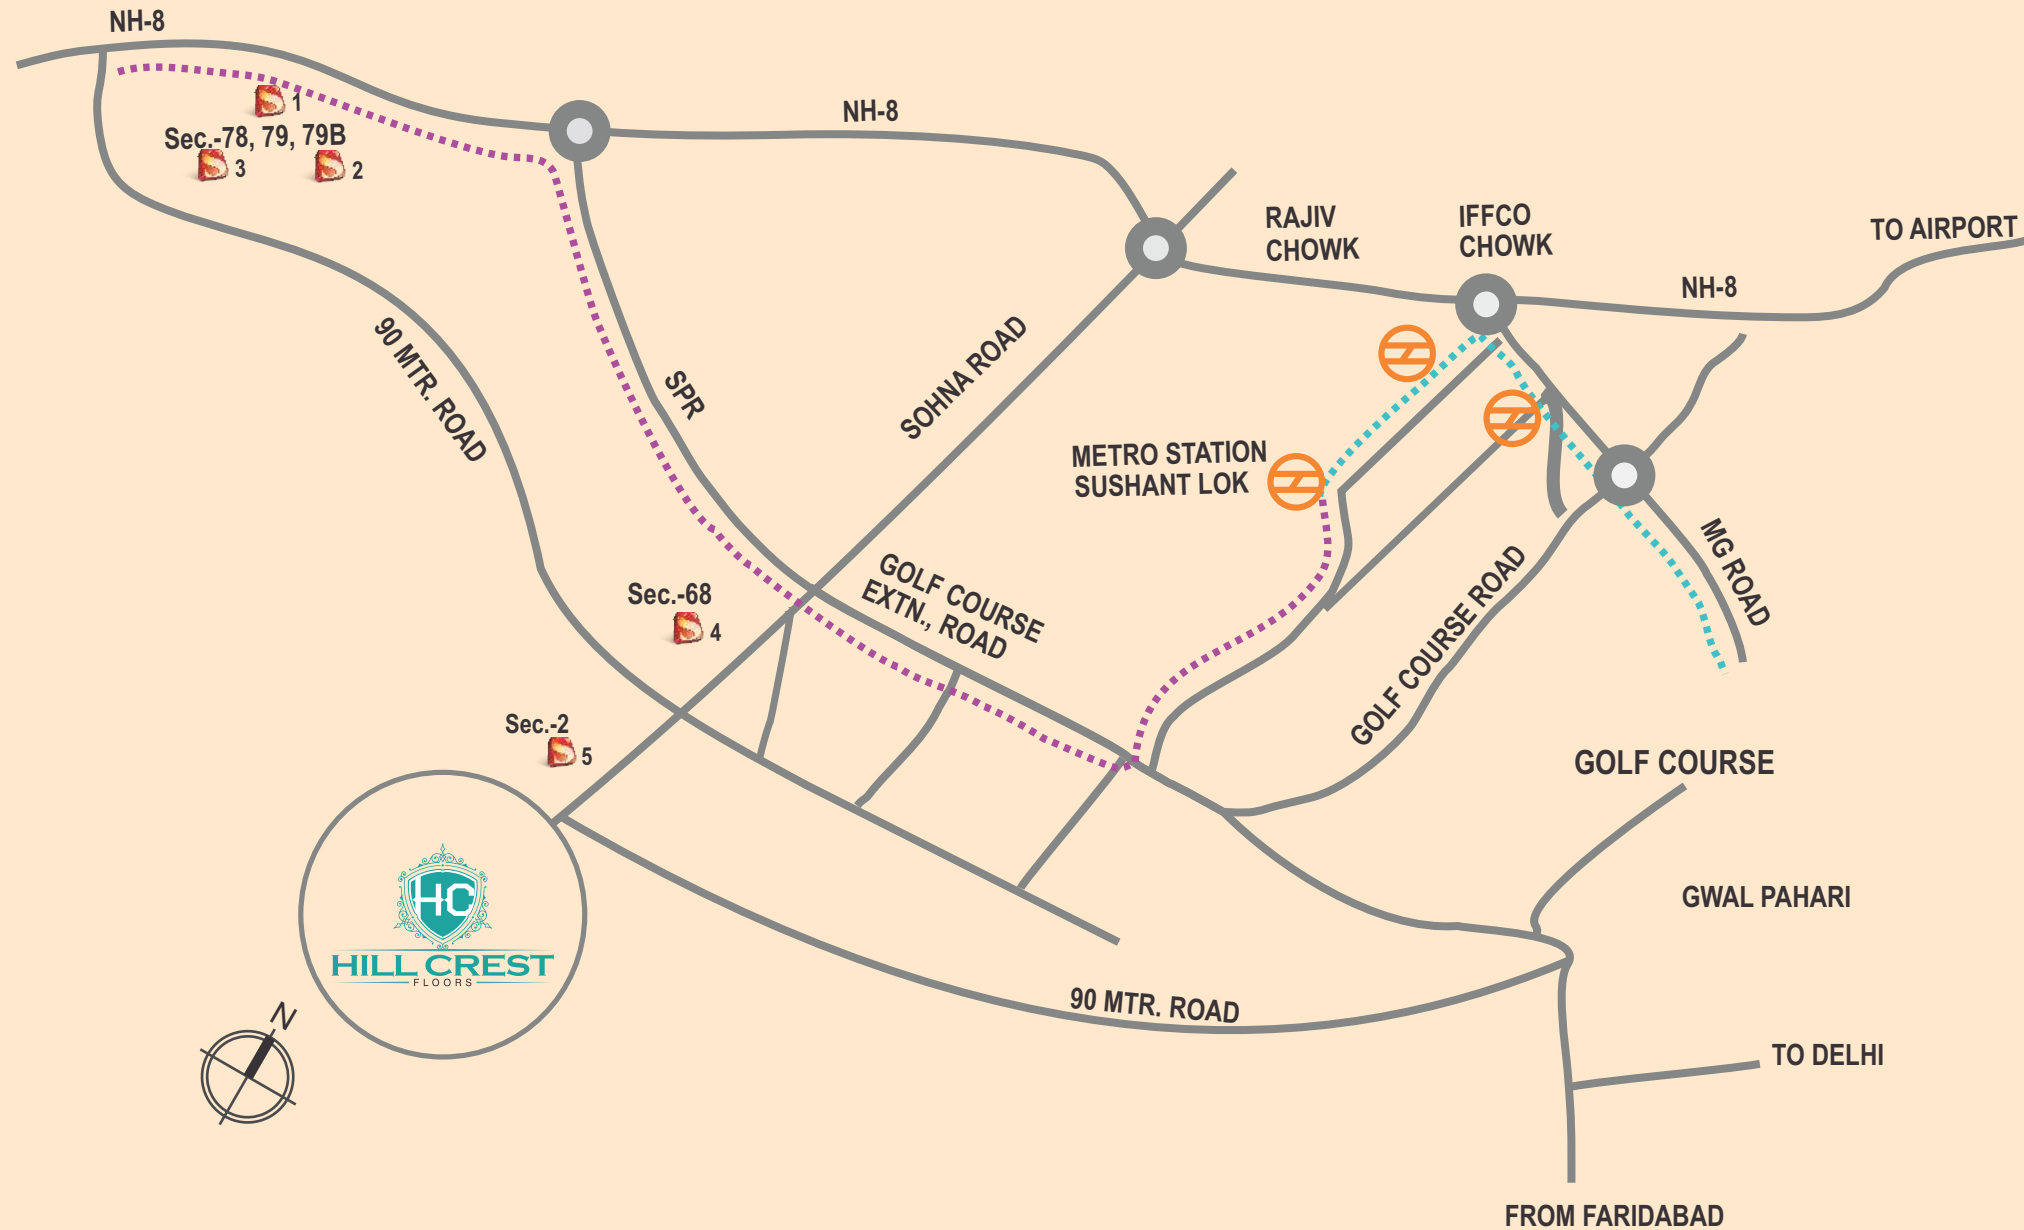 NH-8
1
Sec.-78, 79, 79B
3
2
NH-8
RAJIV
CHOWK
IFFCO
CHOWK
TO AIRPORT
NH-8
90 MTR. ROAD
SPR
SOHNA ROAD
METRO STATION
SUSHANT LOK
MG ROAD
GOLF COURSE
EXTN., ROAD
GOLF COURSE ROAD
Sec.-68
4
Sec.-2
5
GOLF COURSE
GWAL PAHARI
HC
HILL CREST
FLOORS
90 MTR. ROAD
N
TO DELHI
FROM FARIDABAD